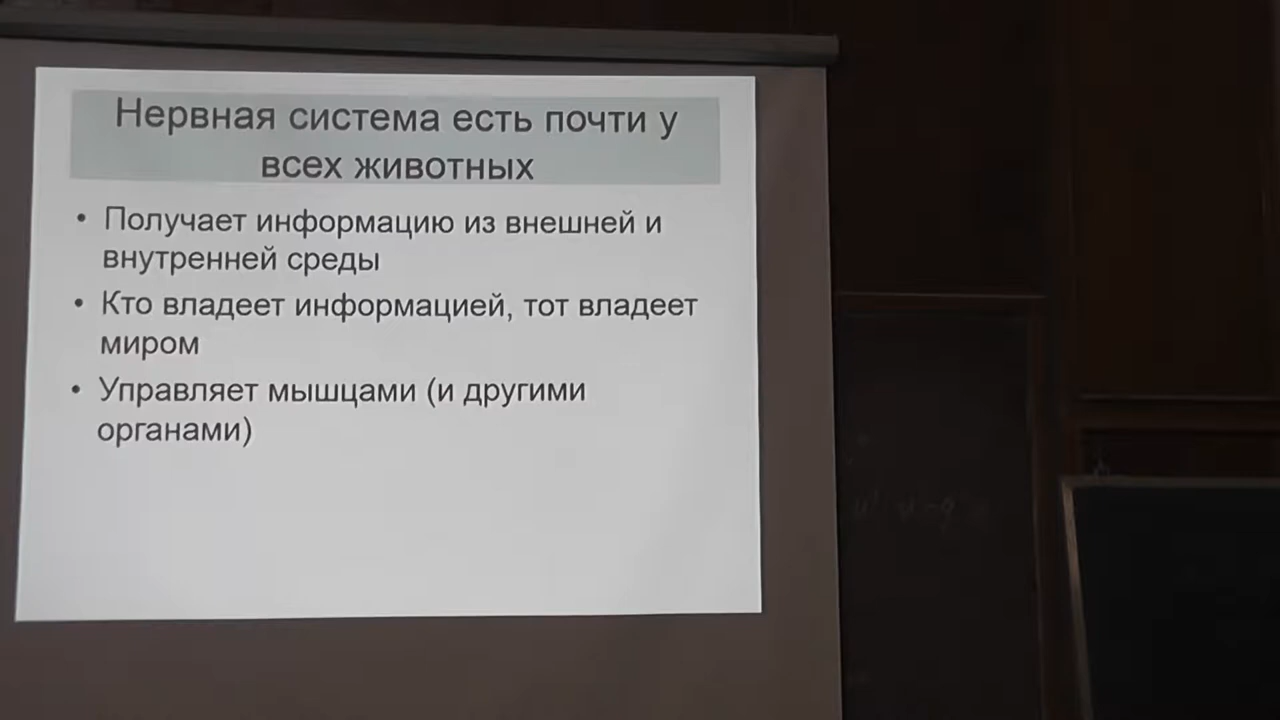 Нервная система есть почти у
всех животных
• Получает информацию из внешней и
внутренней среды
• Кто владеет информацией, тот владеет
миром
• Управляет мышцами (и другими
органами)